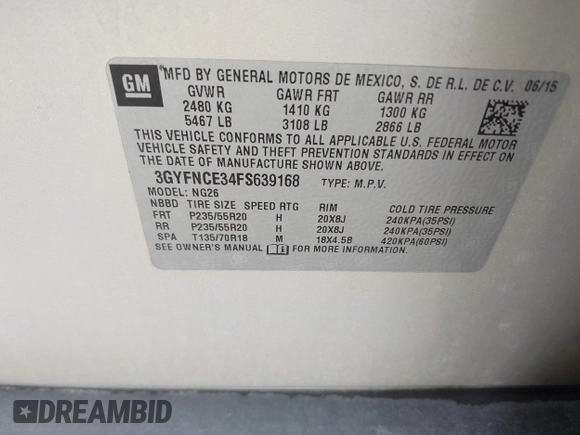 GM
MFD BY GENERAL MOTORS DE MEXICO, S. DE R.L. DE C.V. 06/15
GVWR GAWR FRT GAWR RR
2480 KG 1410 KG 1300 KG
5467 LB 3108 LB 2866 LB
THIS VEHICLE CONFORMS TO ALL APPLICABLE U.S. FEDERAL MOTOR
VEHICLE SAFETY, BUMPER, AND THEFT PREVENTION STANDARDS IN EFFECT
ON THE DATE OF MANUFACTURE SHOWN ABOVE.
3GYFNCE34FS639168 TYPE: M.P.V.
MODEL: NG26
NBBD TIRE SIZE SPEED RTG RIM COLD TIRE PRESSURE
FRT P235/55R20 H 20X8J 240KPA(35PSI)
RR P235/55R20 H 20X8J 240KPA(35PSI)
SPA T135/70R18 M 18X4.5B 420KPA(60PSI)
SEE OWNER'S MANUAL FOR MORE INFORMATION.
DREAMBID